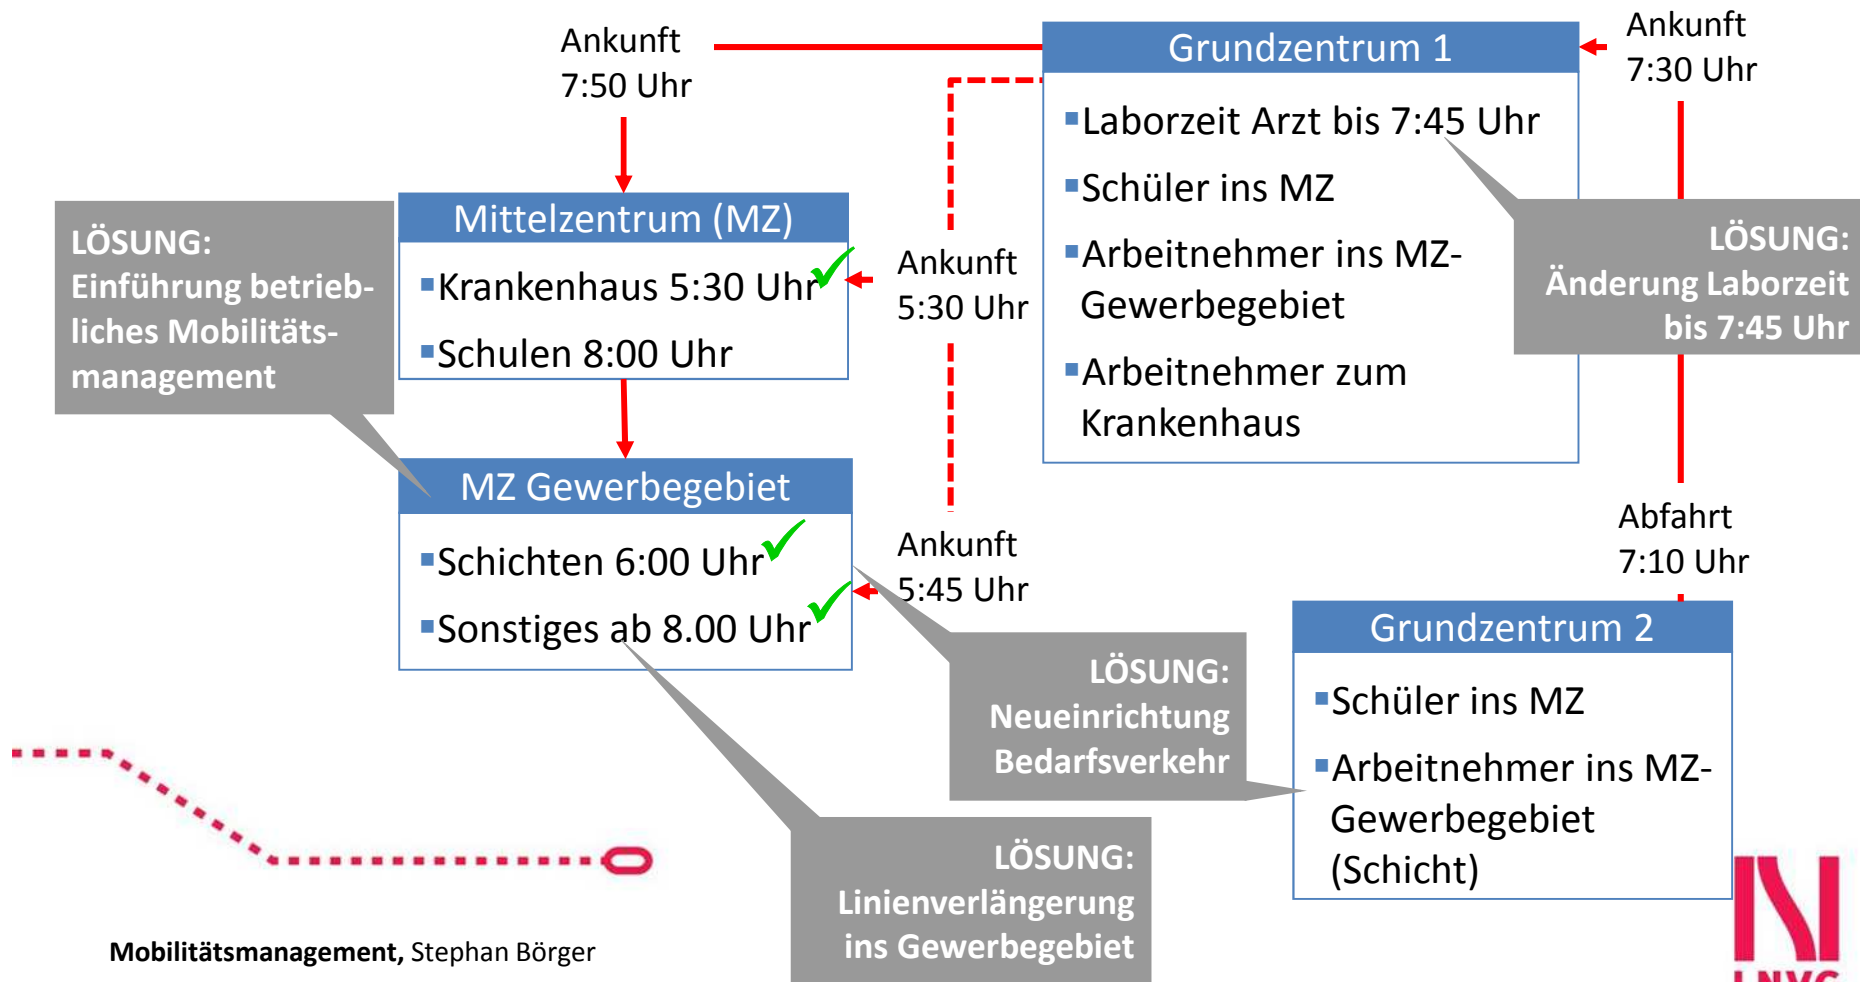 Ankunft
7:50 Uhr
Grundzentrum 1
Laborzeit Arzt bis 7:45 Uhr
Schüler ins MZ
Arbeitnehmer ins MZ-
Gewerbegebiet
Arbeitnehmer zum
Krankenhaus
Ankunft
7:30 Uhr
LÖSUNG:
Änderung Laborzeit
bis 7:45 Uhr
LÖSUNG:
Einführung betrieb-
liches Mobilitäts-
management
Mittelzentrum (MZ)
Krankenhaus 5:30 Uhr
Schulen 8:00 Uhr
Ankunft
5:30 Uhr
MZ Gewerbegebiet
Schichten 6:00 Uhr
Sonstiges ab 8.00 Uhr
Ankunft
5:45 Uhr
Abfahrt
7:10 Uhr
Grundzentrum 2
Schüler ins MZ
Arbeitnehmer ins MZ-
Gewerbegebiet
(Schicht)
LÖSUNG:
Neueinrichtung
Bedarfsverkehr
LÖSUNG:
Linienverlängerung
ins Gewerbegebiet
Mobilitätsmanagement, Stephan Börger
LNVG